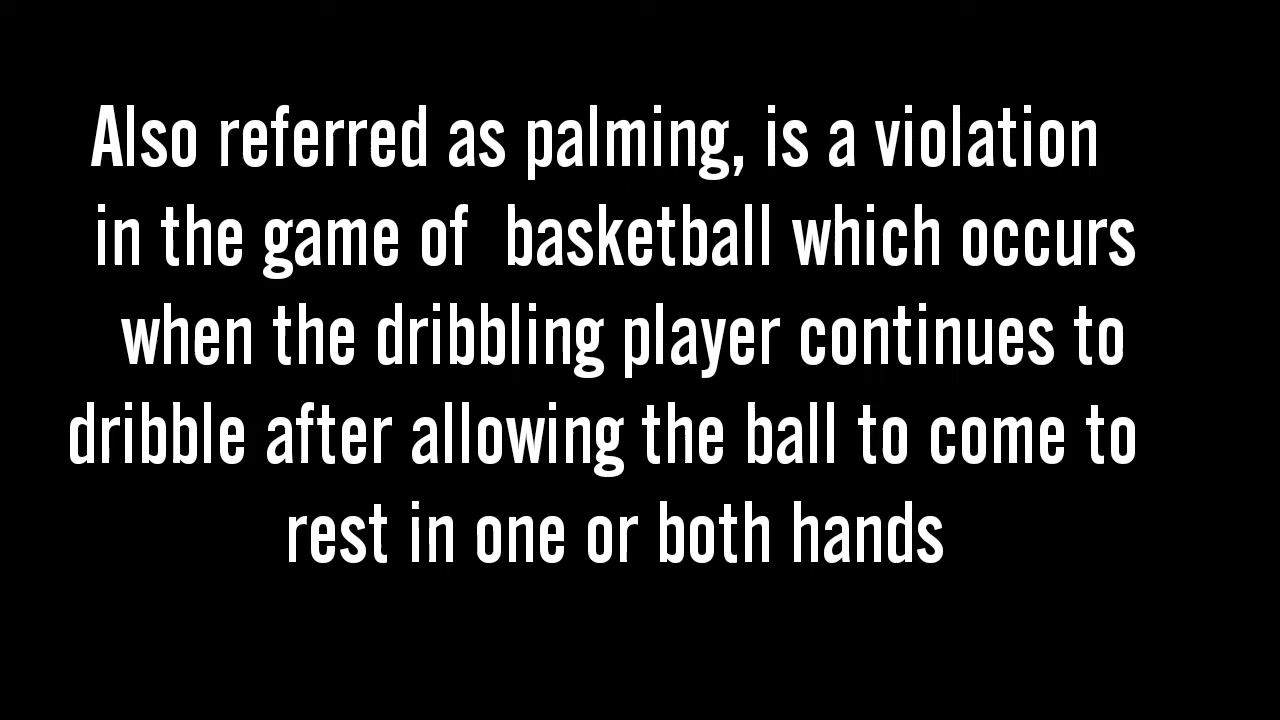 Also referred as palming, is a violation
in the game of  basketball which occurs
when the dribbling player continues to
dribble after allowing the ball to come to
rest in one or both hands